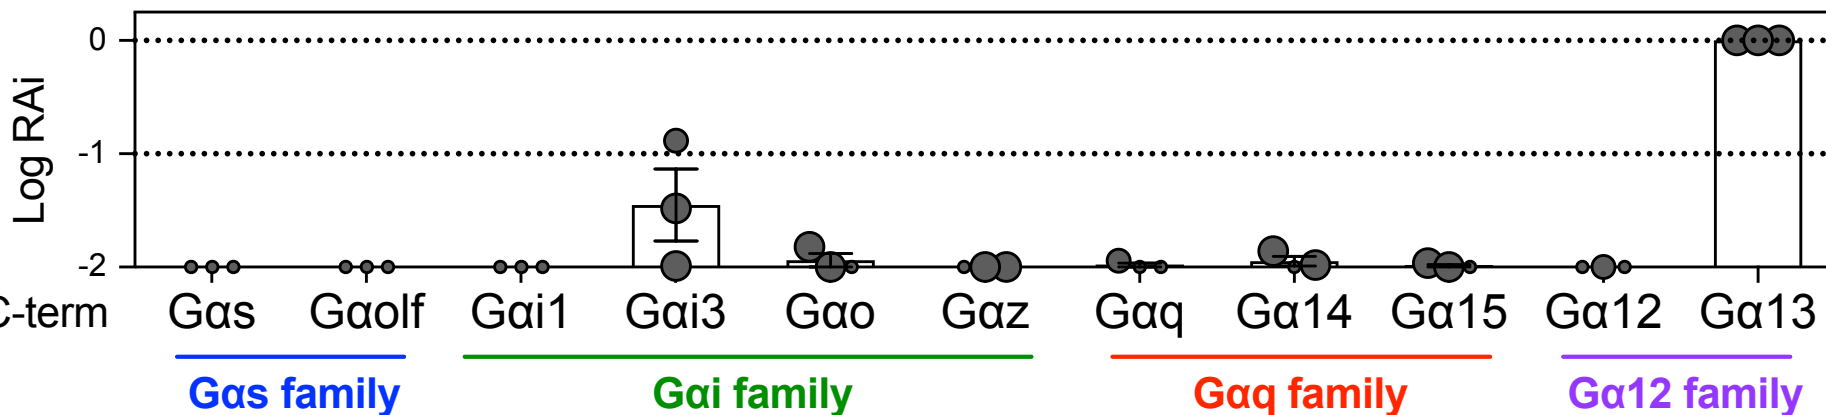 Log RAi
0
-1
-2
C-term Gαs Gαolf Gαi1 Gαi3 Gαo Gαz Gαq Gα14 Gα15 Gα12 Gα13
Gαs family Gαi family Gαq family Gα12 family